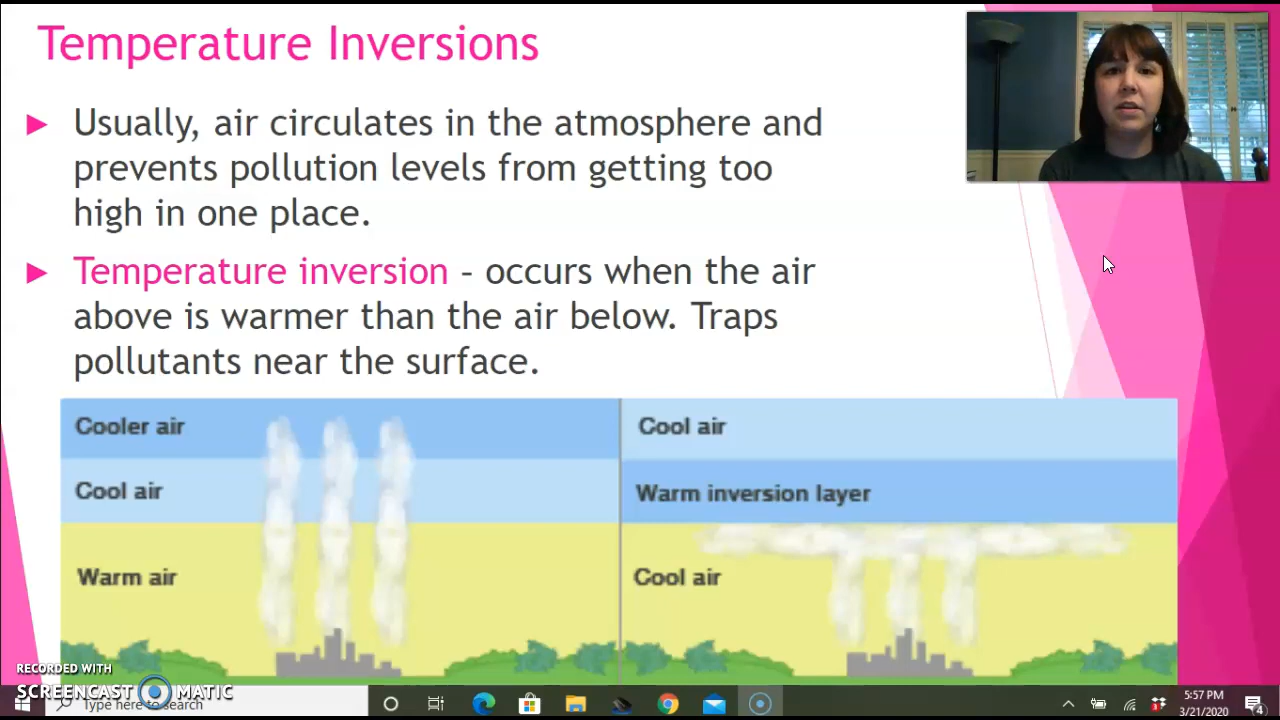 Temperature Inversions
Usually, air circulates in the atmosphere and
prevents pollution levels from getting too
high in one place.
Temperature inversion – occurs when the air
above is warmer than the air below. Traps
pollutants near the surface.
Cooler air
Cool air
Warm air
Cool air
Warm inversion layer
Cool air
RECORDED WITH
SCREENCAST MATIC
Type here to search
5:57 PM
3/21/2020
4